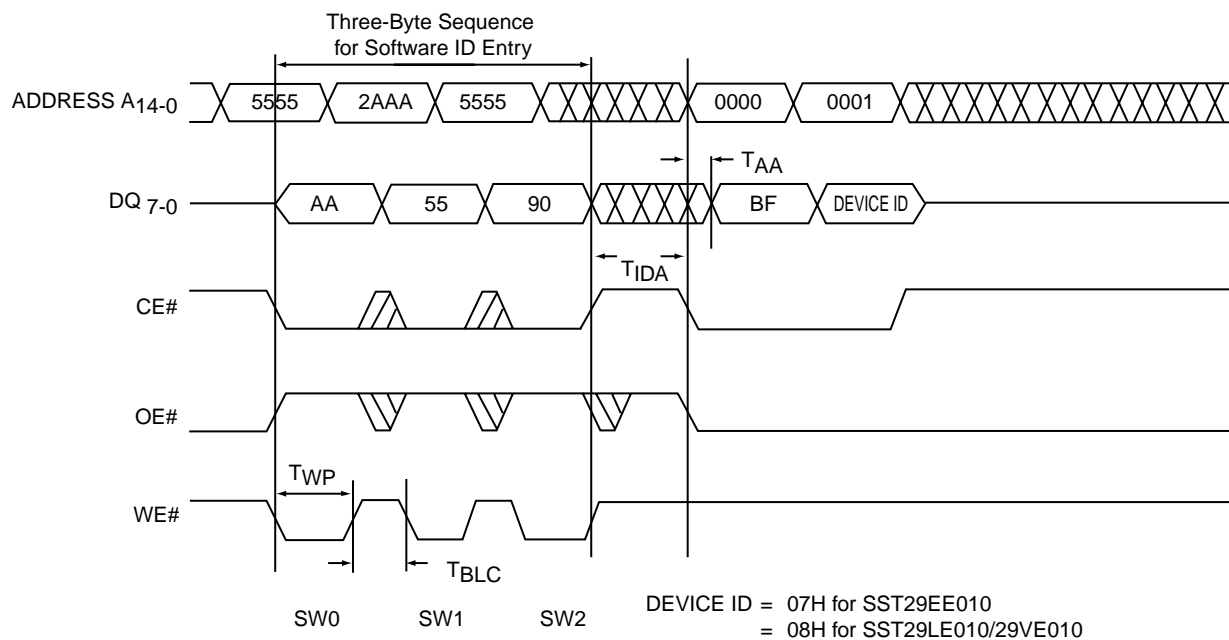 Three-Byte Sequence
for Software ID Entry
ADDRESS A14-0
5555
2AAA
5555
0000
0001
TAA
DQ 7-0
AA
55
90
BF
DEVICE ID
TIDA
CE#
OE#
TWP
WE#
TBLC
SW0
SW1
SW2
DEVICE ID = 07H for SST29EE010
= 08H for SST29LE010/29VE010